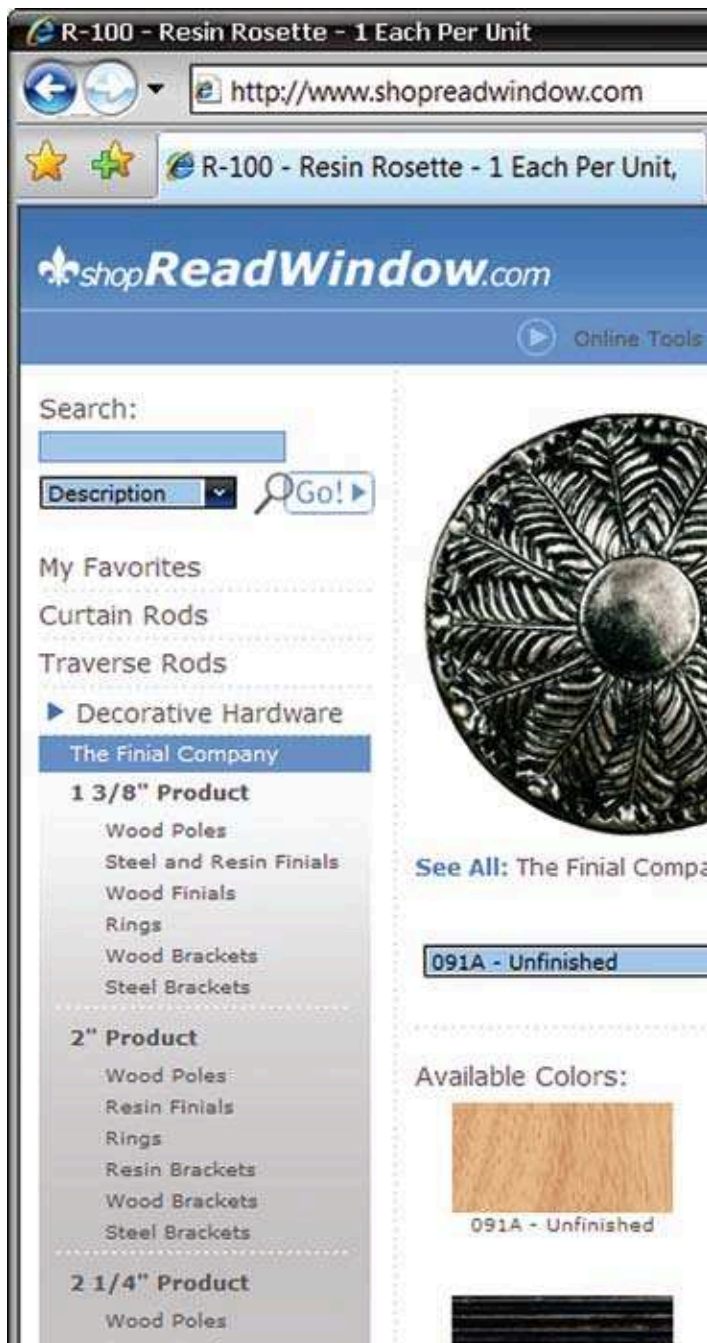 R-100 - Resin Rosette - 1 Each Per Unit
http://www.shopreadwindow.com
R-100 - Resin Rosette - 1 Each Per Unit,
shopReadWindow.com
Online Tools
Search:
Description
Go!
My Favorites
Curtain Rods
Traverse Rods
Decorative Hardware
The Finial Company
1 3/8" Product
Wood Poles
Steel and Resin Finials
Wood Finials
Rings
Wood Brackets
Steel Brackets
2" Product
Wood Poles
Resin Finials
Rings
Resin Brackets
Wood Brackets
Steel Brackets
2 1/4" Product
Wood Poles
See All: The Finial Compa
091A - Unfinished
Available Colors:
091A - Unfinished